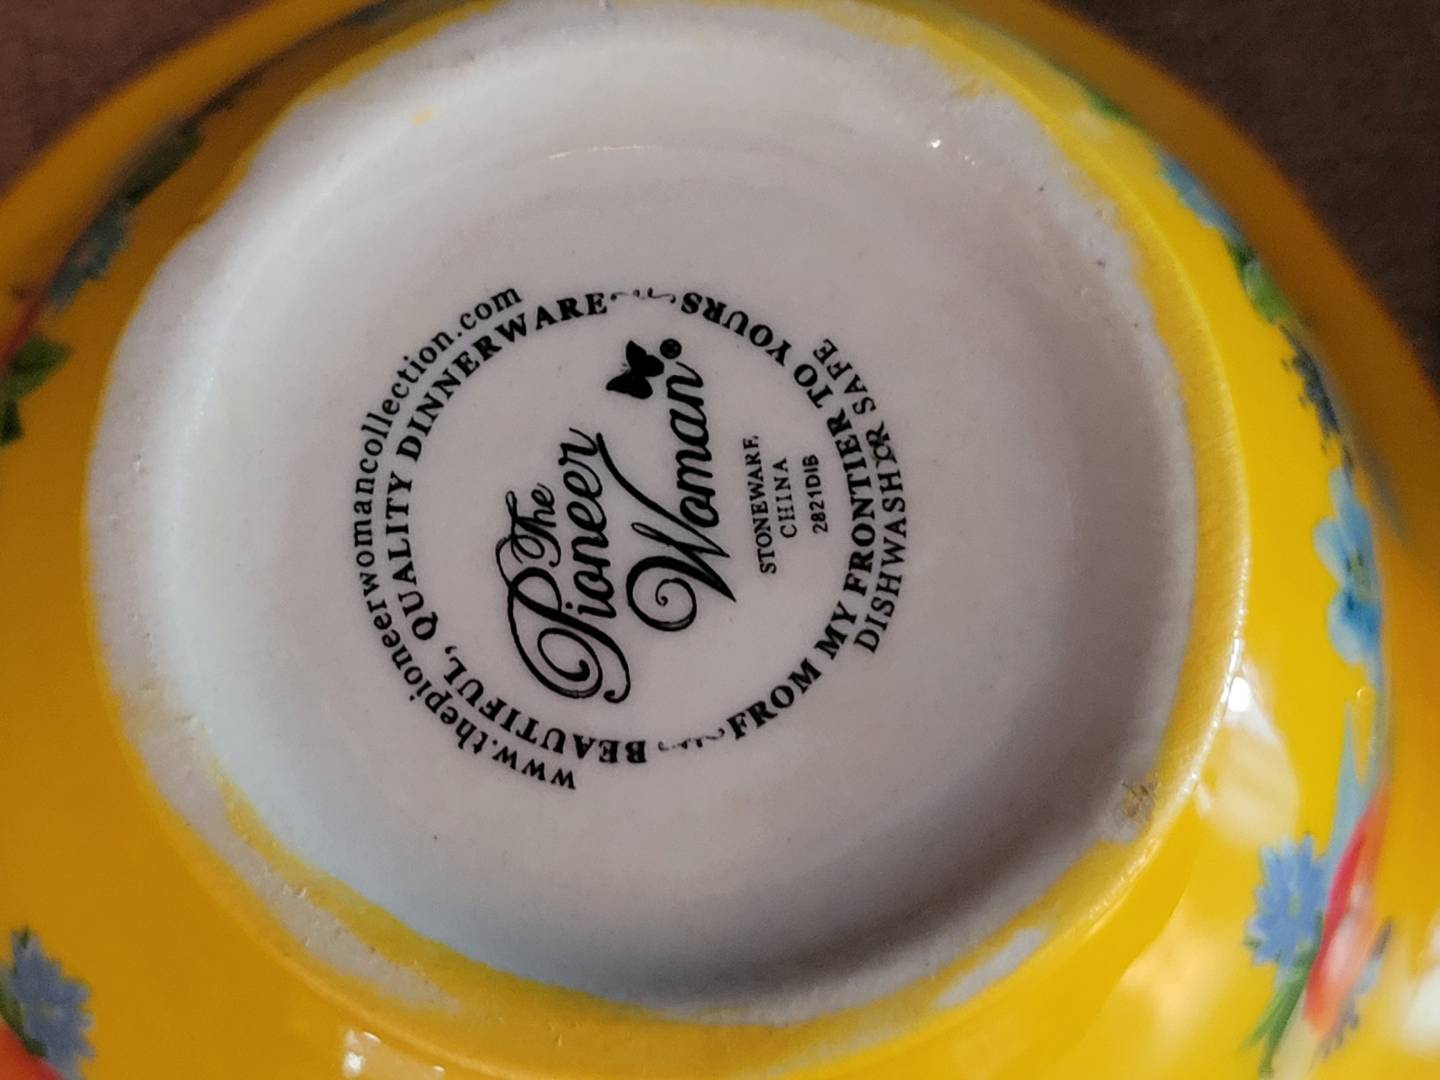 www.thepioneerwomancollection.com
BEAUTIFUL, QUALITY DINNERWARE
The
Pioneer
Woman®
STONEWARE
CHINA
2821DIB
FROM MY FRONTIER TO YOURS
DISHWASHER SAFE